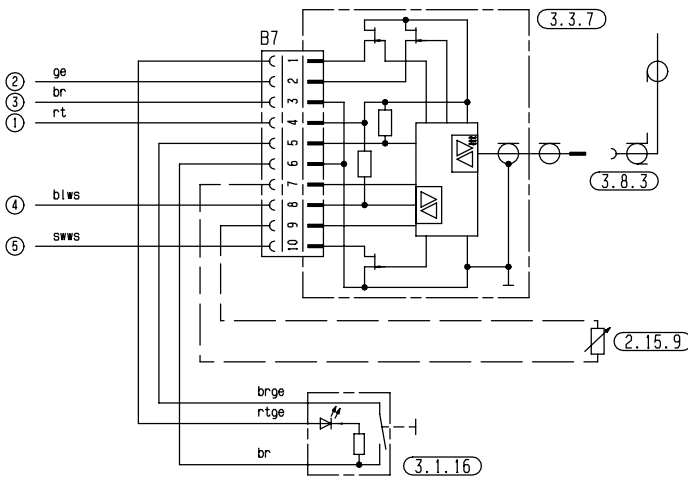 3.3.7
B7
1
2 ge 2
3 br 3
1 rt 4
5
6
3.8.3
7
4 blws 8
9
5 swws 10
2.15.9
brge
rtge
br
3.1.16